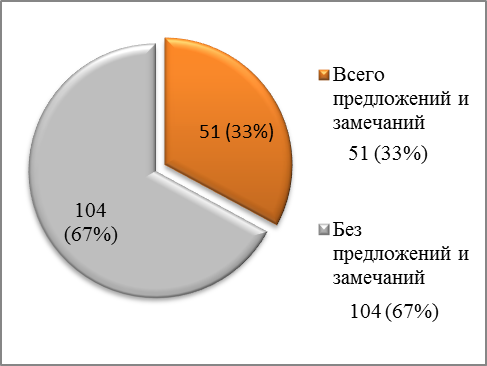 51 (33%)
104
(67%)
Всего
предложений и
замечаний
51 (33%)
Без
предложений и
замечаний
104 (67%)